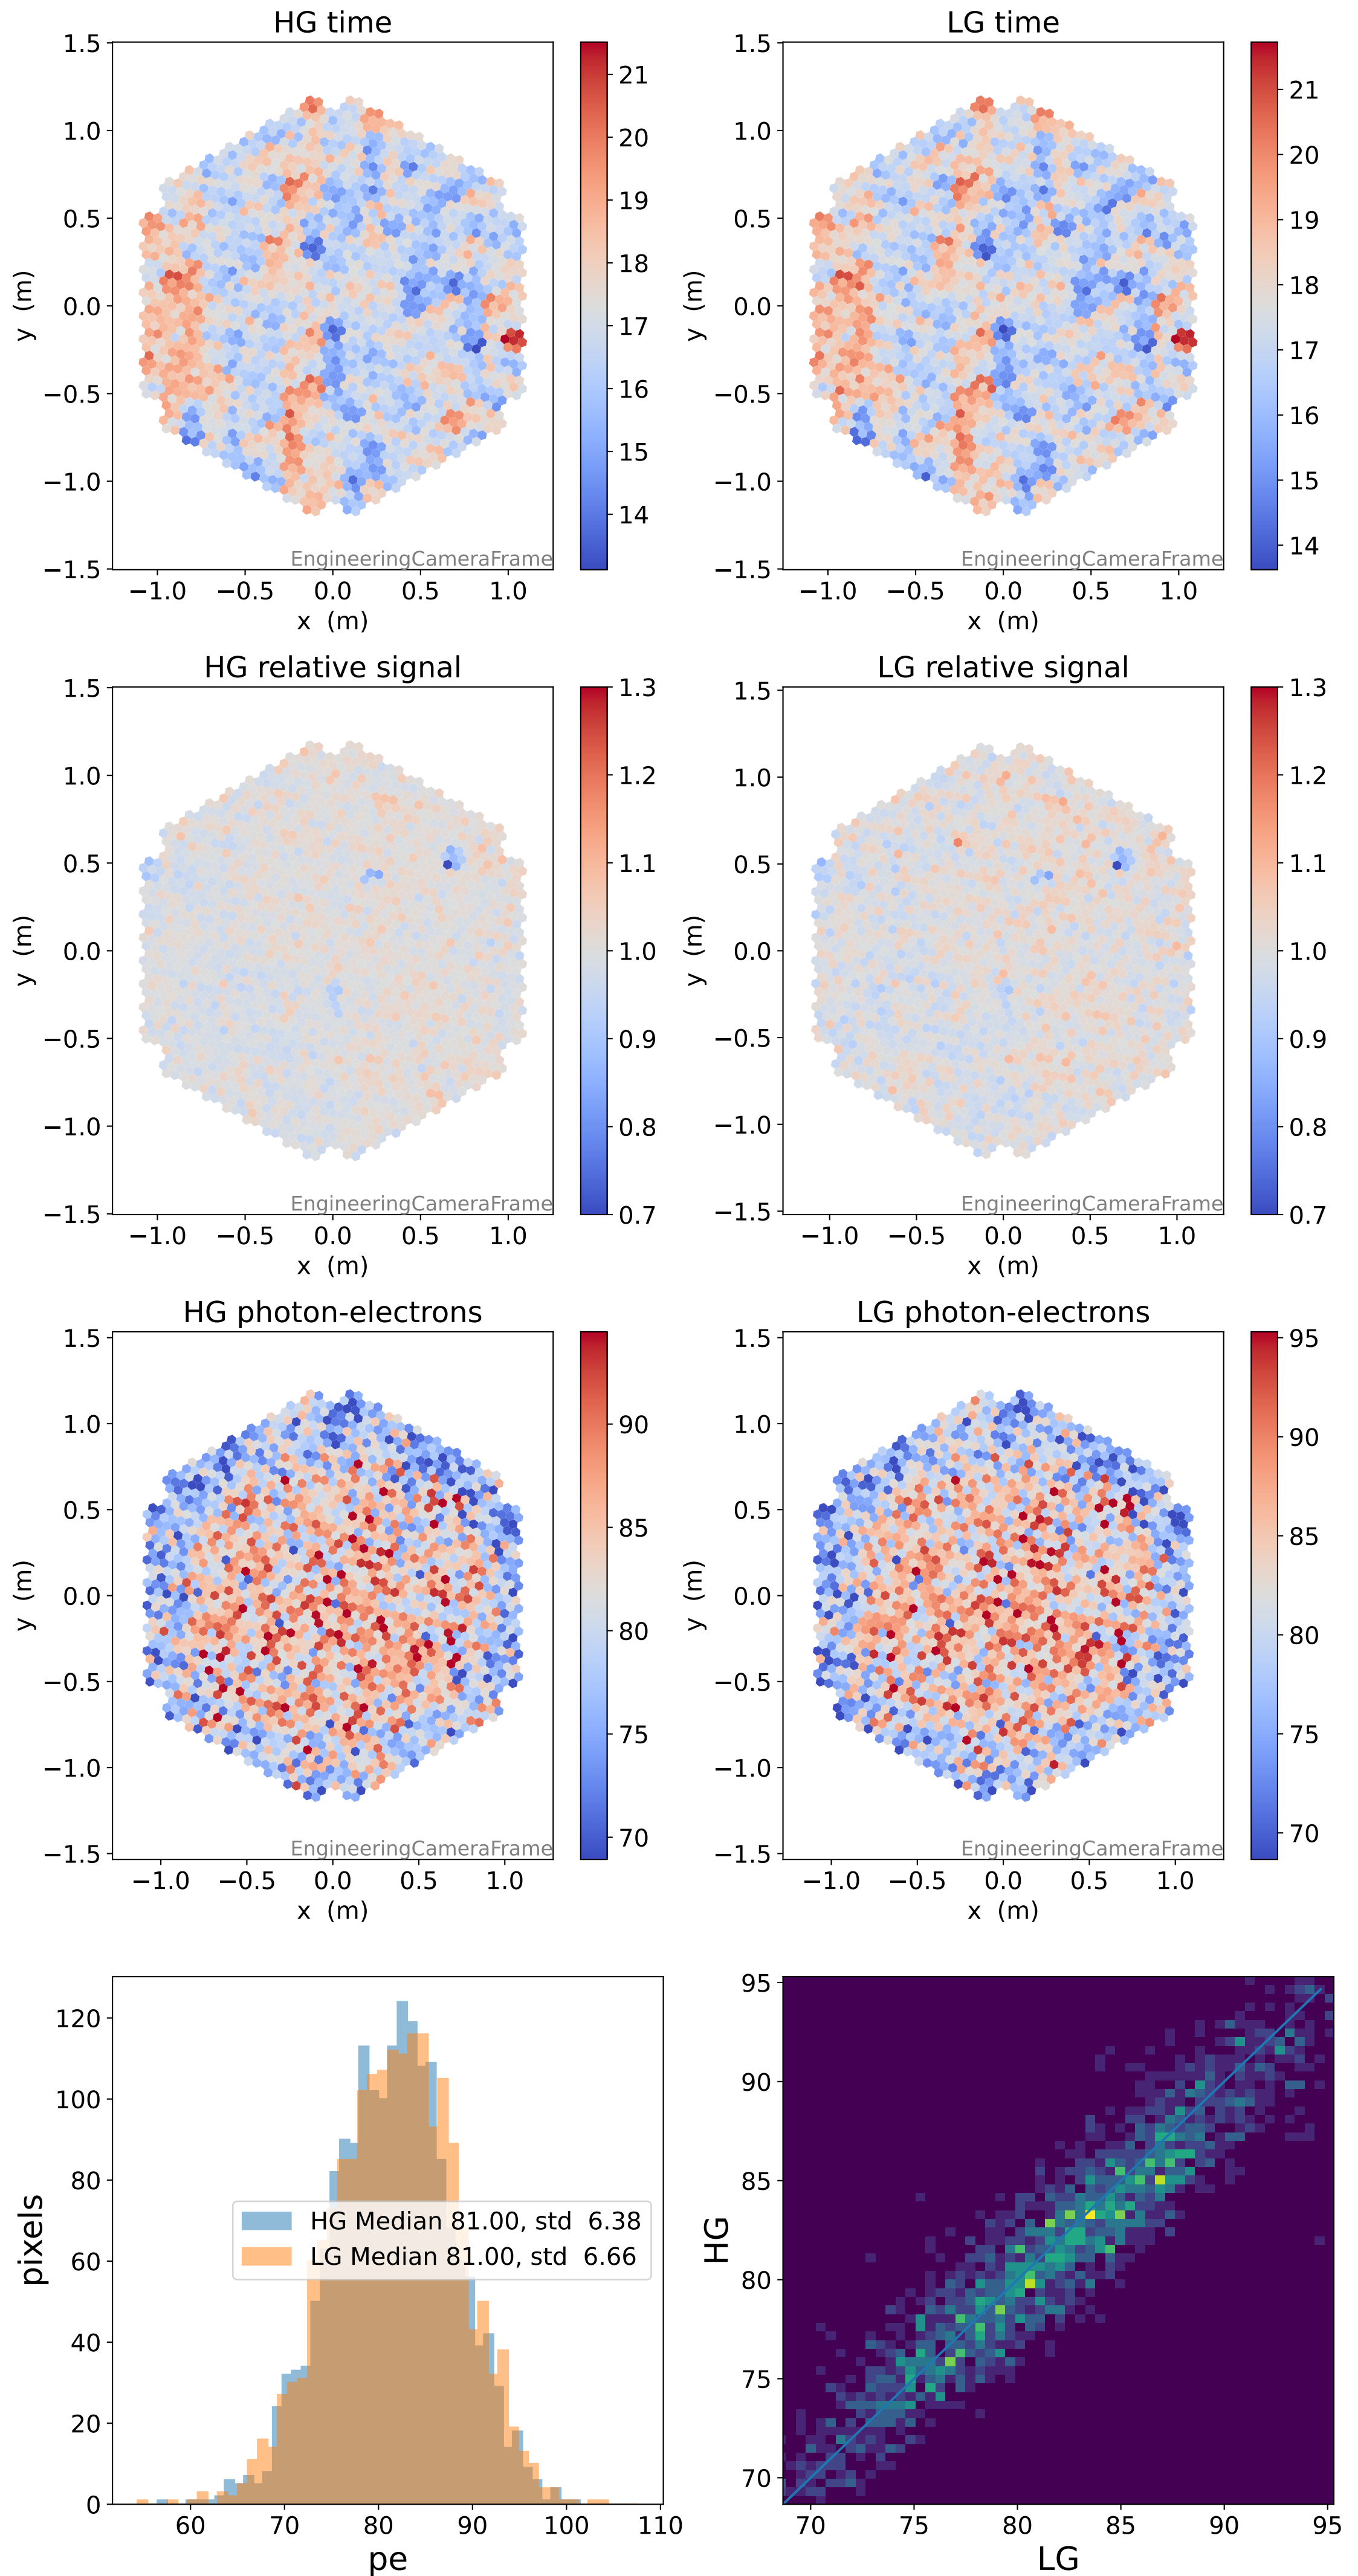 HG time
1.5
1.0
0.5
0.0
−0.5
−1.0
−1.5
y (m)
−1.0 −0.5 0.0 0.5 1.0
x (m)
EngineeringCameraFrame
21
20
19
18
17
16
15
14
LG time
1.5
1.0
0.5
0.0
−0.5
−1.0
−1.5
y (m)
−1.0 −0.5 0.0 0.5 1.0
x (m)
EngineeringCameraFrame
21
20
19
18
17
16
15
14
HG relative signal
1.5
1.0
0.5
0.0
−0.5
−1.0
−1.5
y (m)
−1.0 −0.5 0.0 0.5 1.0
x (m)
EngineeringCameraFrame
1.3
1.2
1.1
1.0
0.9
0.8
0.7
LG relative signal
1.5
1.0
0.5
0.0
−0.5
−1.0
−1.5
y (m)
−1.0 −0.5 0.0 0.5 1.0
x (m)
EngineeringCameraFrame
1.3
1.2
1.1
1.0
0.9
0.8
0.7
HG photon-electrons
1.5
1.0
0.5
0.0
−0.5
−1.0
−1.5
y (m)
−1.0 −0.5 0.0 0.5 1.0
x (m)
EngineeringCameraFrame
90
85
80
75
70
LG photon-electrons
1.5
1.0
0.5
0.0
−0.5
−1.0
−1.5
y (m)
−1.0 −0.5 0.0 0.5 1.0
x (m)
EngineeringCameraFrame
95
90
85
80
75
70
120
100
80
60
40
20
0
pixels
HG Median 81.00, std 6.38
LG Median 81.00, std 6.66
60 70 80 90 100 110
pe
95
90
85
80
75
70
HG
70 75 80 85 90 95
LG